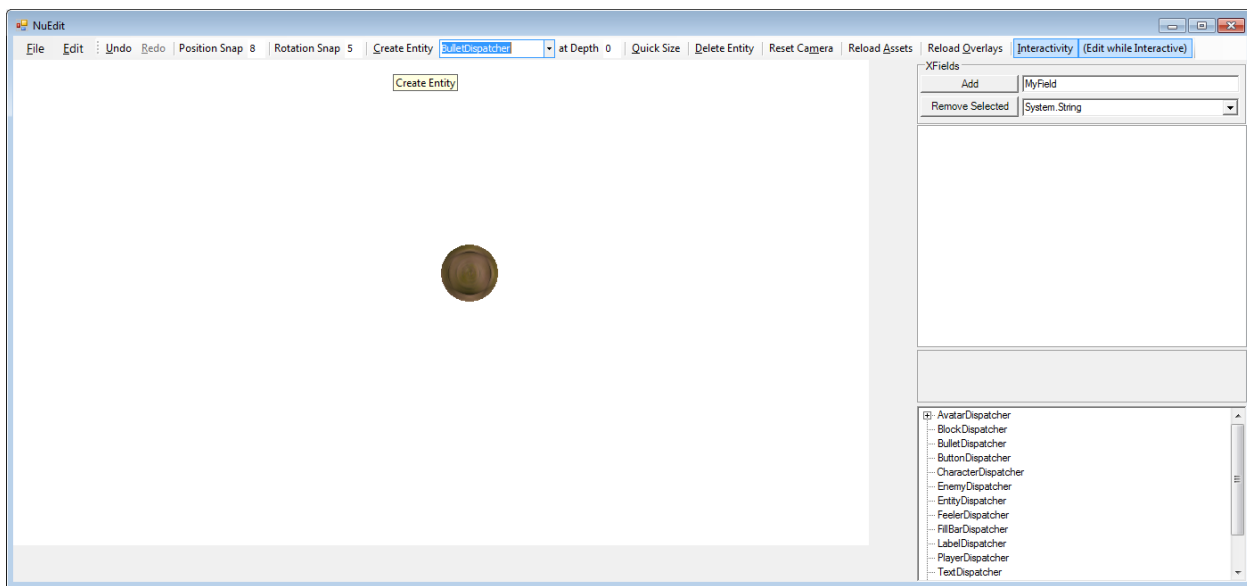 NuEdit
File Edit Undo Redo Position Snap 8 Rotation Snap 5 Create Entity BulletDispatcher at Depth 0 Quick Size Delete Entity Reset Camera Reload Assets Reload Overlays Interactivity (Edit while Interactive)
XFields
Create Entity
Add MyField
Remove Selected System.String
AvatarDispatcher
BlockDispatcher
BulletDispatcher
ButtonDispatcher
CharacterDispatcher
EnemyDispatcher
EntityDispatcher
FeelerDispatcher
FillBarDispatcher
LabelDispatcher
PlayerDispatcher
TextDispatcher